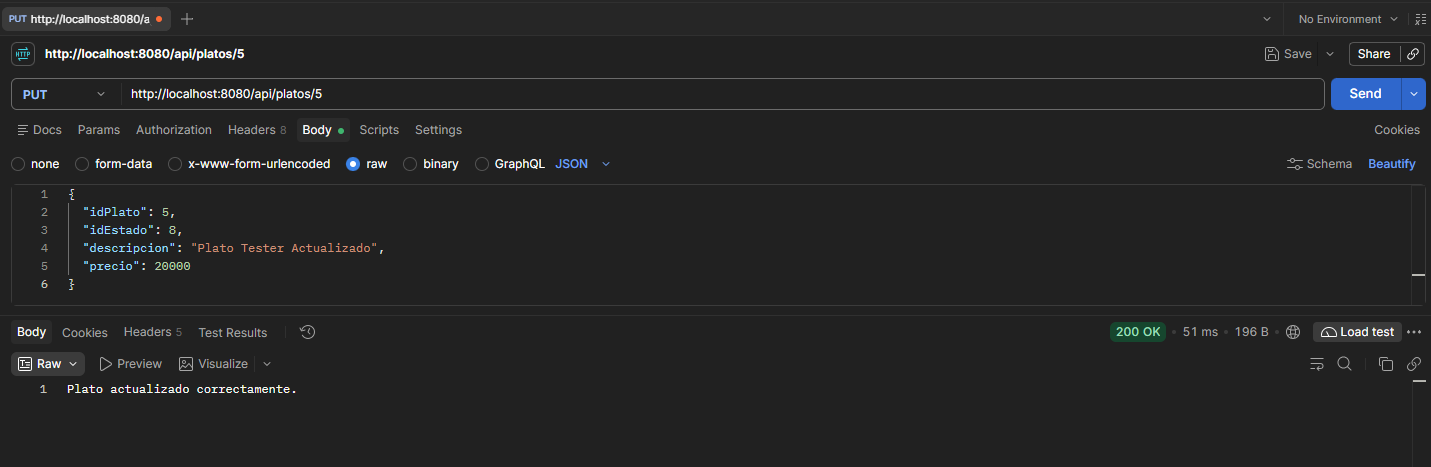 PUT http://localhost:8080/a
No Environment
HTTP http://localhost:8080/api/platos/5
Save
Share
PUT
http://localhost:8080/api/platos/5
Send
Docs Params Authorization Headers 8 Body Scripts Settings
Cookies
none form-data x-www-form-urlencoded raw binary GraphQL JSON
Schema Beautify
1 {
2 "idPlato": 5,
3 "idEstado": 8,
4 "descripcion": "Plato Tester Actualizado",
5 "precio": 20000
6 }
Body Cookies Headers 5 Test Results
200 OK • 51 ms • 196 B
Load test
Raw Preview Visualize
1 Plato actualizado correctamente.